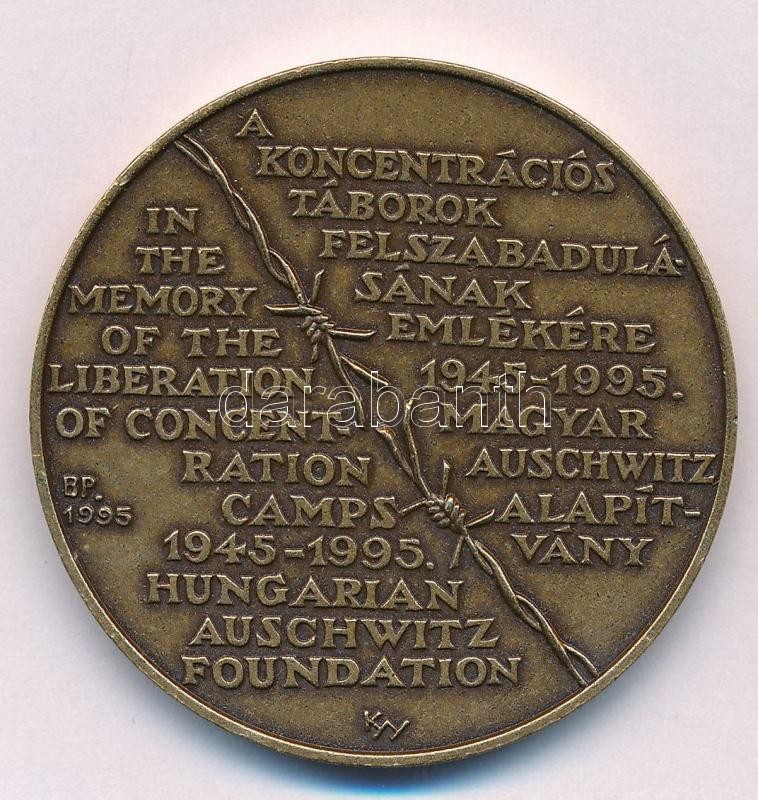 A
KONCENTRÁCIÓS
TÁBOROK
FELSZABADULÁ-
SÁNAK
EMLÉKÉRE
1945-1995.
MAGYAR
AUSCHWITZ
ALAPÍT-
VÁNY
IN
THE
MEMORY
OF THE
LIBERATION
OF CONCENT-
RATION
CAMPS
1945-1995.
HUNGARIAN
AUSCHWITZ
FOUNDATION
BP.
1995
darabanth